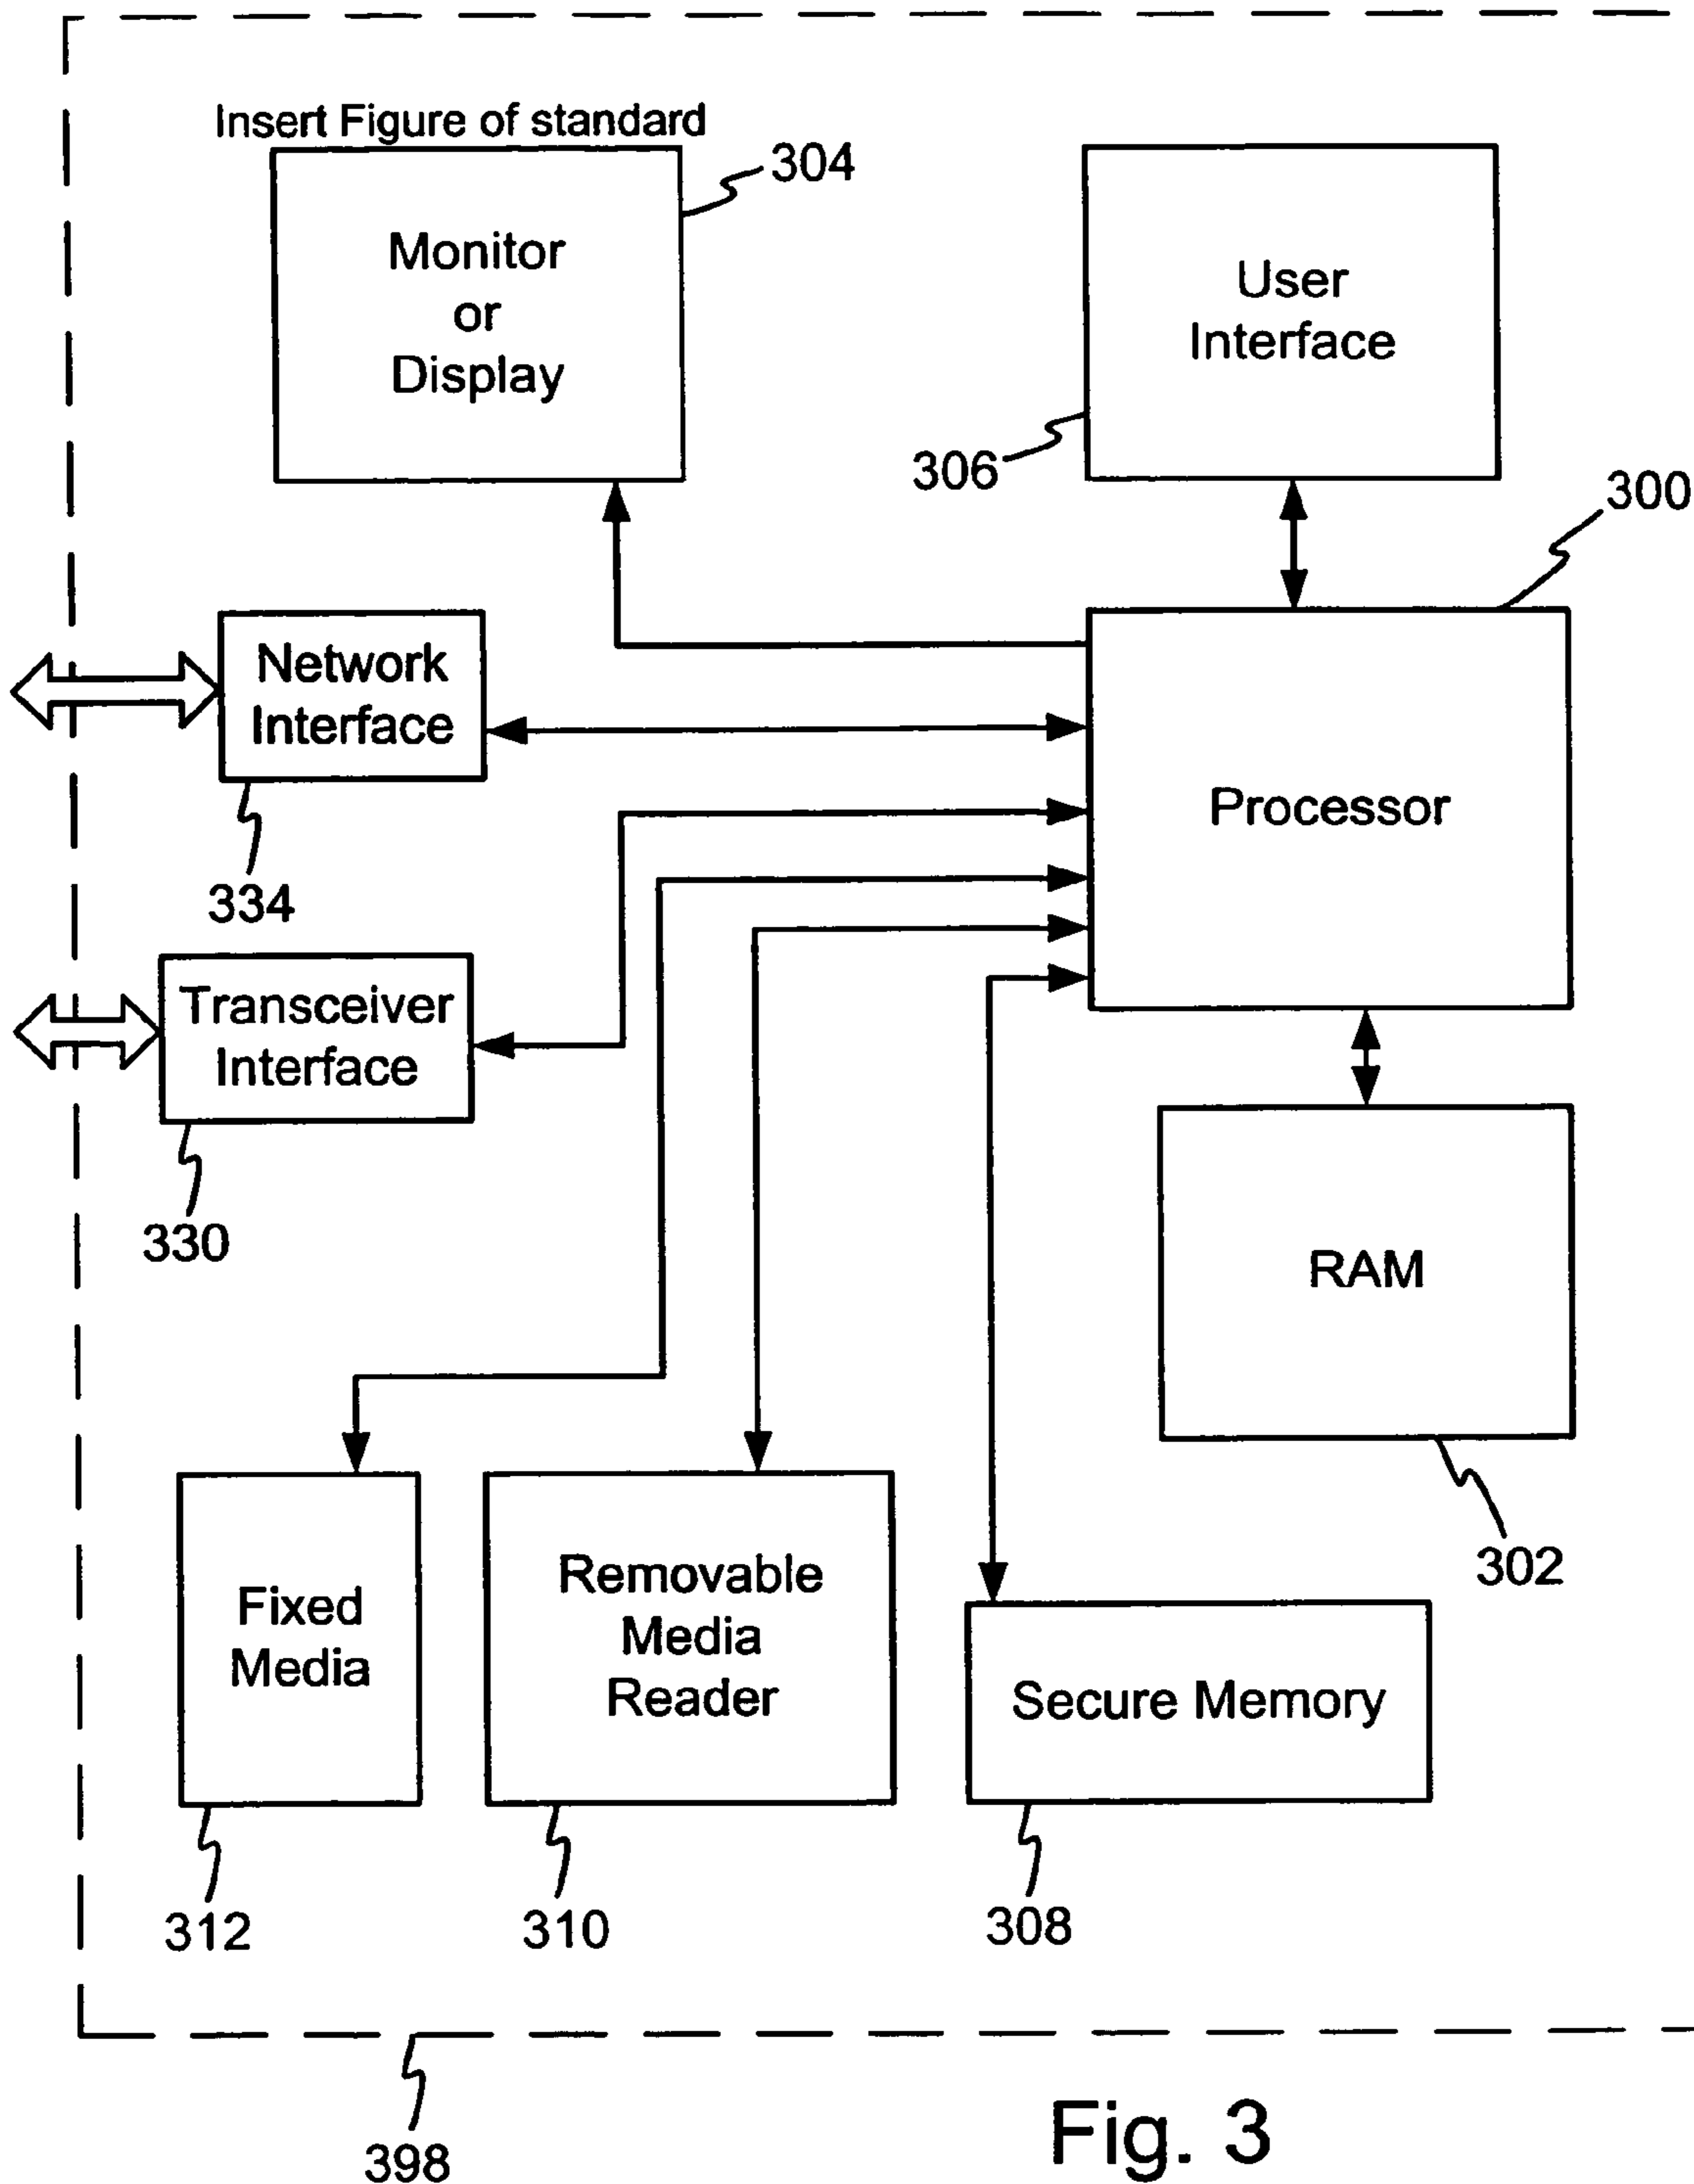 Insert Figure of standard
304
Monitor
or
Display
User
Interface
306
300
Network
Interface
334
Processor
Transceiver
Interface
330
RAM
302
Fixed
Media
312
Removable
Media
Reader
310
Secure Memory
308
398
Fig. 3